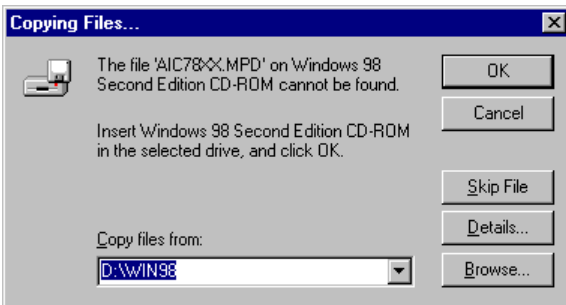 Copying Files...
The file 'AIC78XX.MPD' on Windows 98
Second Edition CD-ROM cannot be found.
Insert Windows 98 Second Edition CD-ROM
in the selected drive, and click OK.
Copy files from:
D:\WIN98
OK
Cancel
Skip File
Details...
Browse...